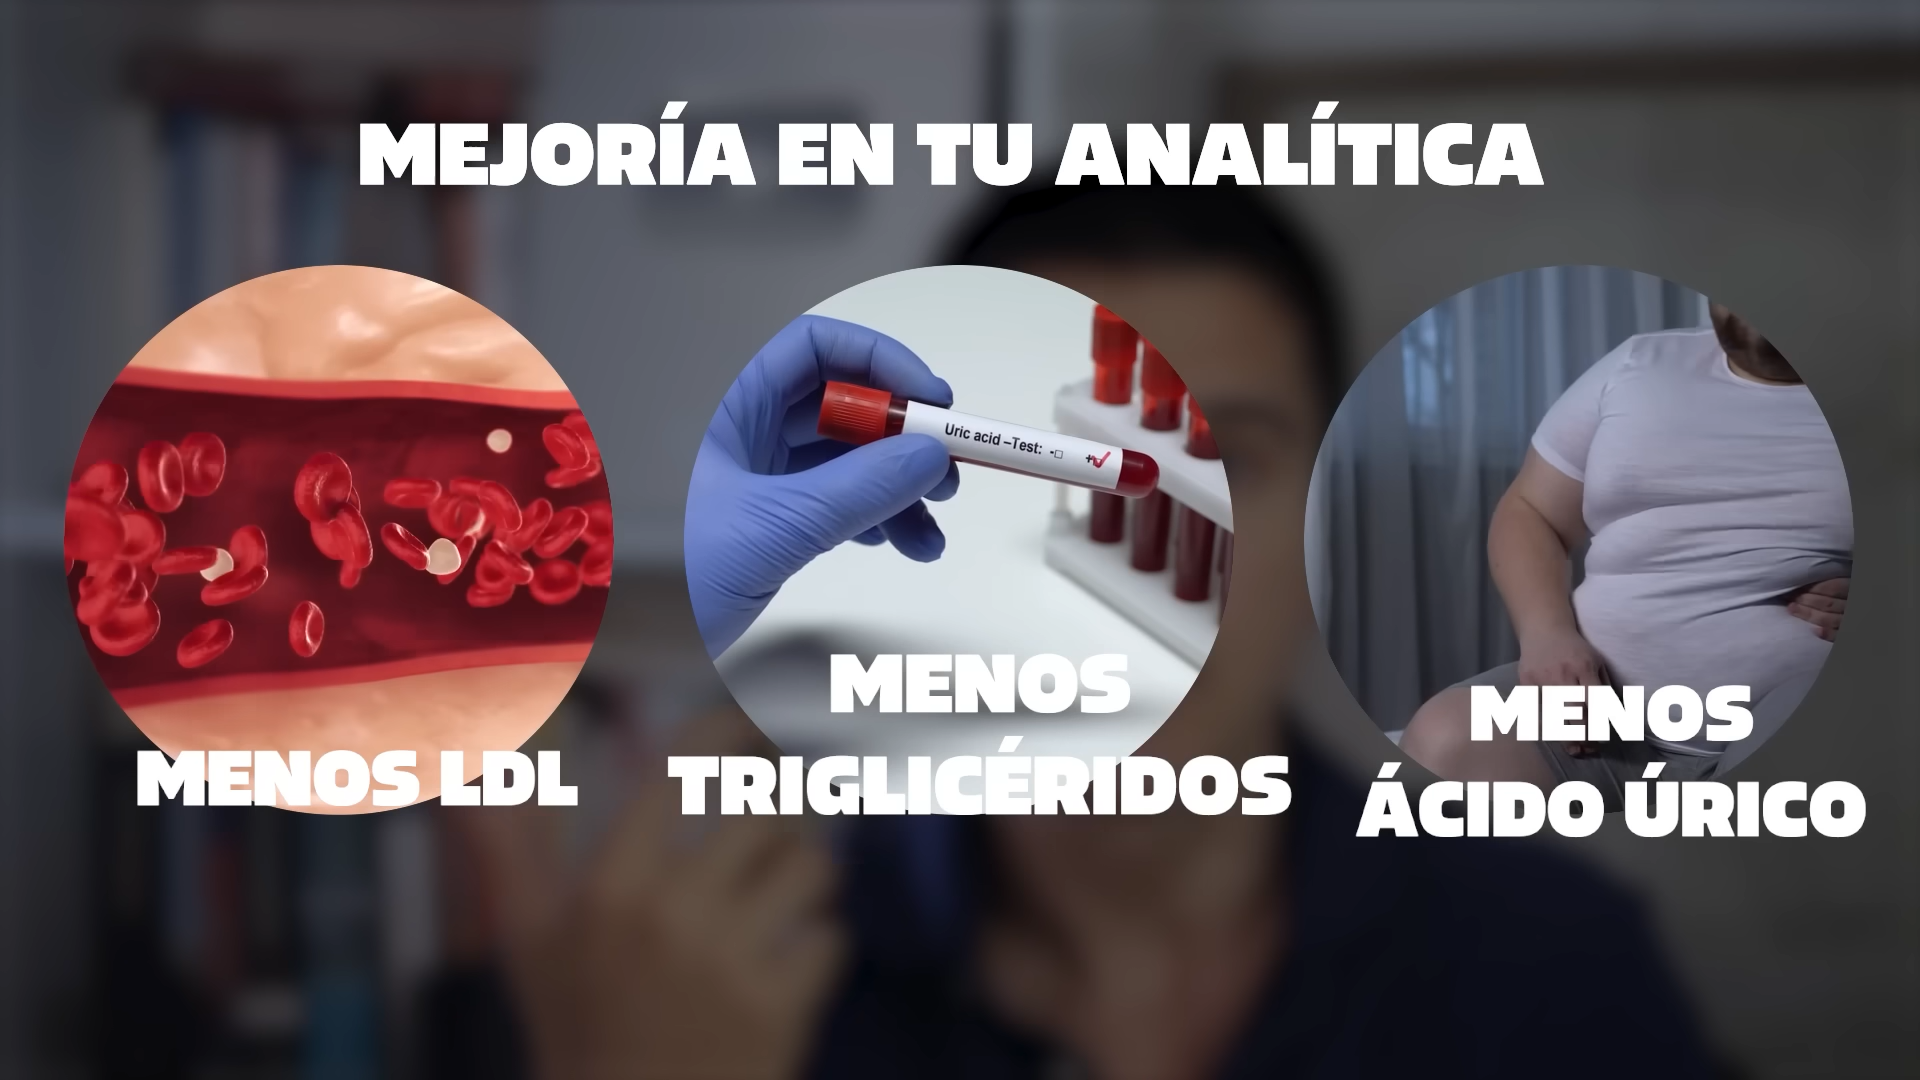 MEJORÍA EN TU ANALÍTICA
Uric acid –Test: -□ +☑
MENOS LDL
MENOS
TRIGLICÉRIDOS
MENOS
ÁCIDO ÚRICO